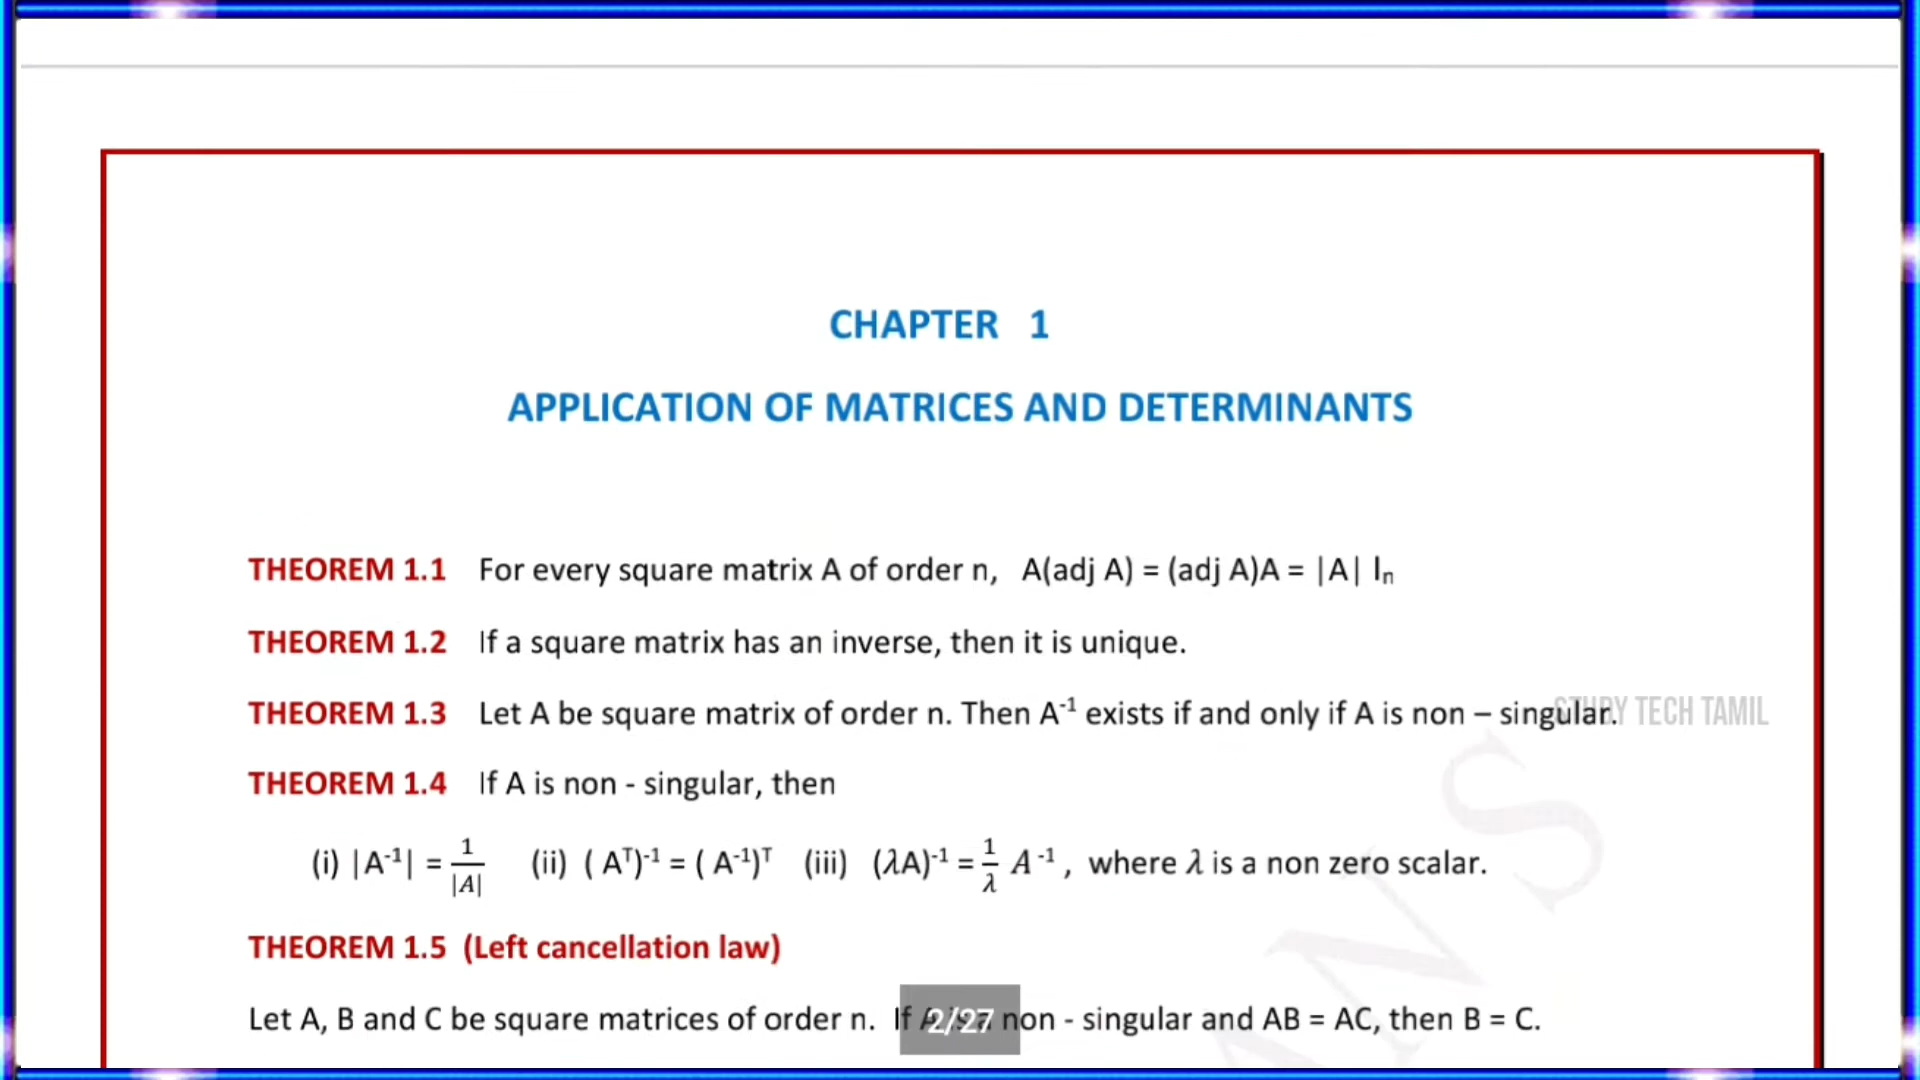 CHAPTER 1
APPLICATION OF MATRICES AND DETERMINANTS
THEOREM 1.1 For every square matrix A of order n, A(adj A) = (adj A)A = |A| Iₙ
THEOREM 1.2 If a square matrix has an inverse, then it is unique.
THEOREM 1.3 Let A be square matrix of order n. Then A⁻¹ exists if and only if A is non – singular.
STUDY TECH TAMIL
THEOREM 1.4 If A is non - singular, then
(i) |A⁻¹| = 1/|A| (ii) ( Aᵀ)⁻¹ = ( A⁻¹)ᵀ (iii) (λA)⁻¹ = 1/λ A⁻¹ , where λ is a non zero scalar.
THEOREM 1.5 (Left cancellation law)
Let A, B and C be square matrices of order n. If A is a non - singular and AB = AC, then B = C.
2/27